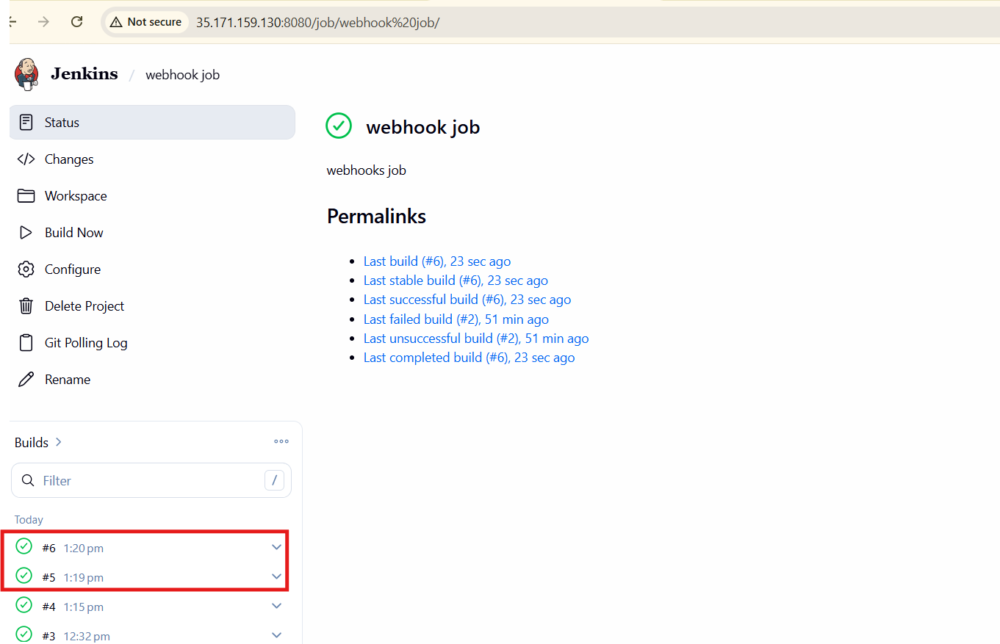 Not secure 35.171.159.130:8080/job/webhook%20job/
Jenkins / webhook job
Status
Changes
Workspace
Build Now
Configure
Delete Project
Git Polling Log
Rename
webhook job
webhooks job
Permalinks
Last build (#6), 23 sec ago
Last stable build (#6), 23 sec ago
Last successful build (#6), 23 sec ago
Last failed build (#2), 51 min ago
Last unsuccessful build (#2), 51 min ago
Last completed build (#6), 23 sec ago
Builds
Filter /
Today
#6 1:20 pm
#5 1:19 pm
#4 1:15 pm
#3 12:32 pm